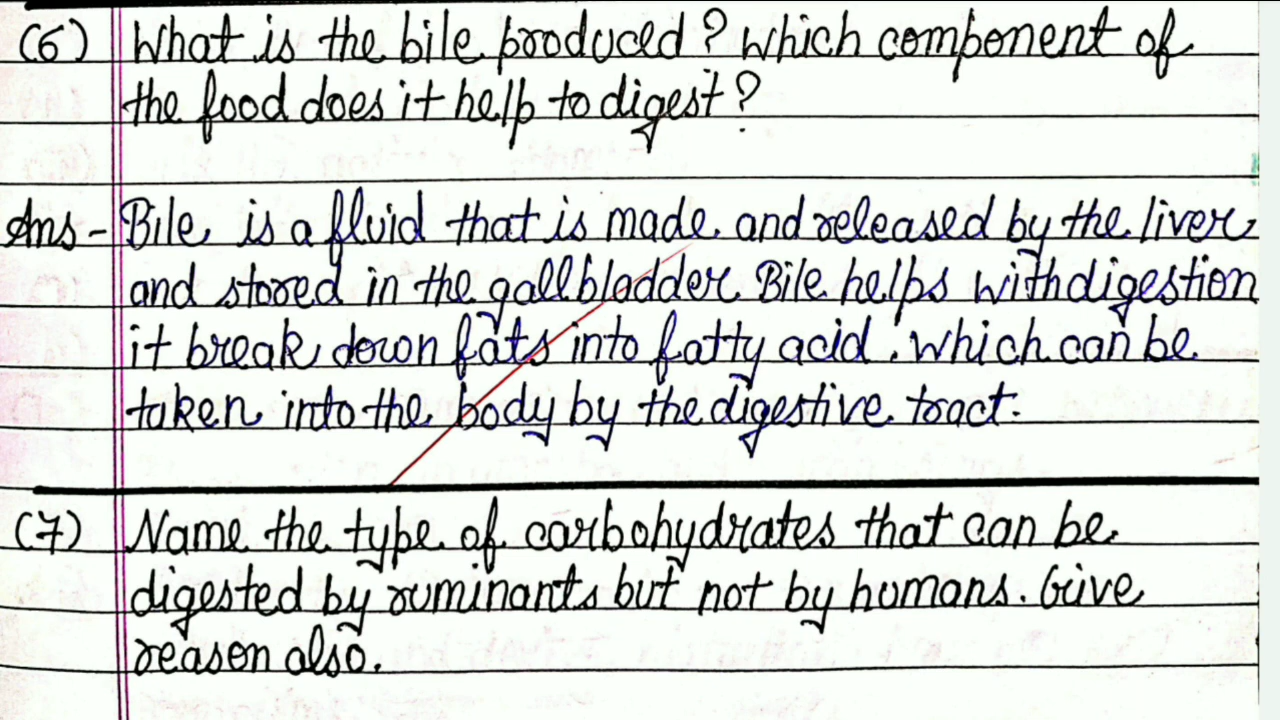 (6) What is the bile produced? Which component of
the food does it help to digest?
Ans- Bile is a fluid that is made and released by the liver,
and stored in the gallbladder Bile helps with digestion
it break down fats into fatty acid. Which can be
taken into the body by the digestive tract.
(7) Name the type of carbohydrates that can be
digested by ruminants but not by humans. Give
reason also.